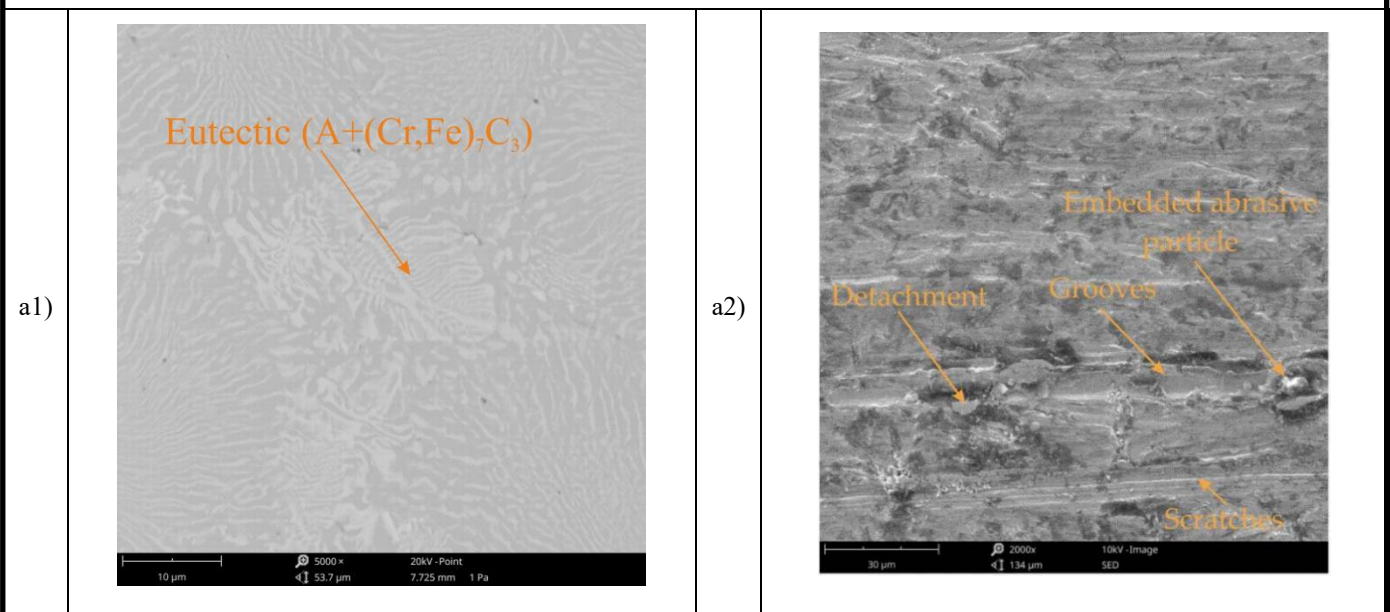 a1)
Eutectic (A+(Cr,Fe)₇C₃)
10 µm
5000 ×
53.7 µm
20kV - Point
7.725 mm 1 Pa
a2)
Embedded abrasive
particle
Grooves
Detachment
Scratches
30 µm
2000x
134 µm
10kV - Image
SED